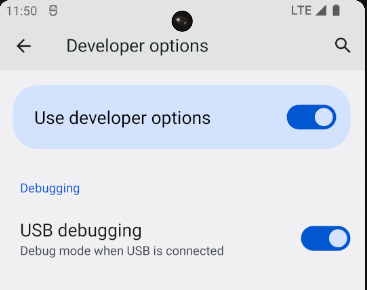 11:50 LTE
Developer options
Use developer options
Debugging
USB debugging
Debug mode when USB is connected